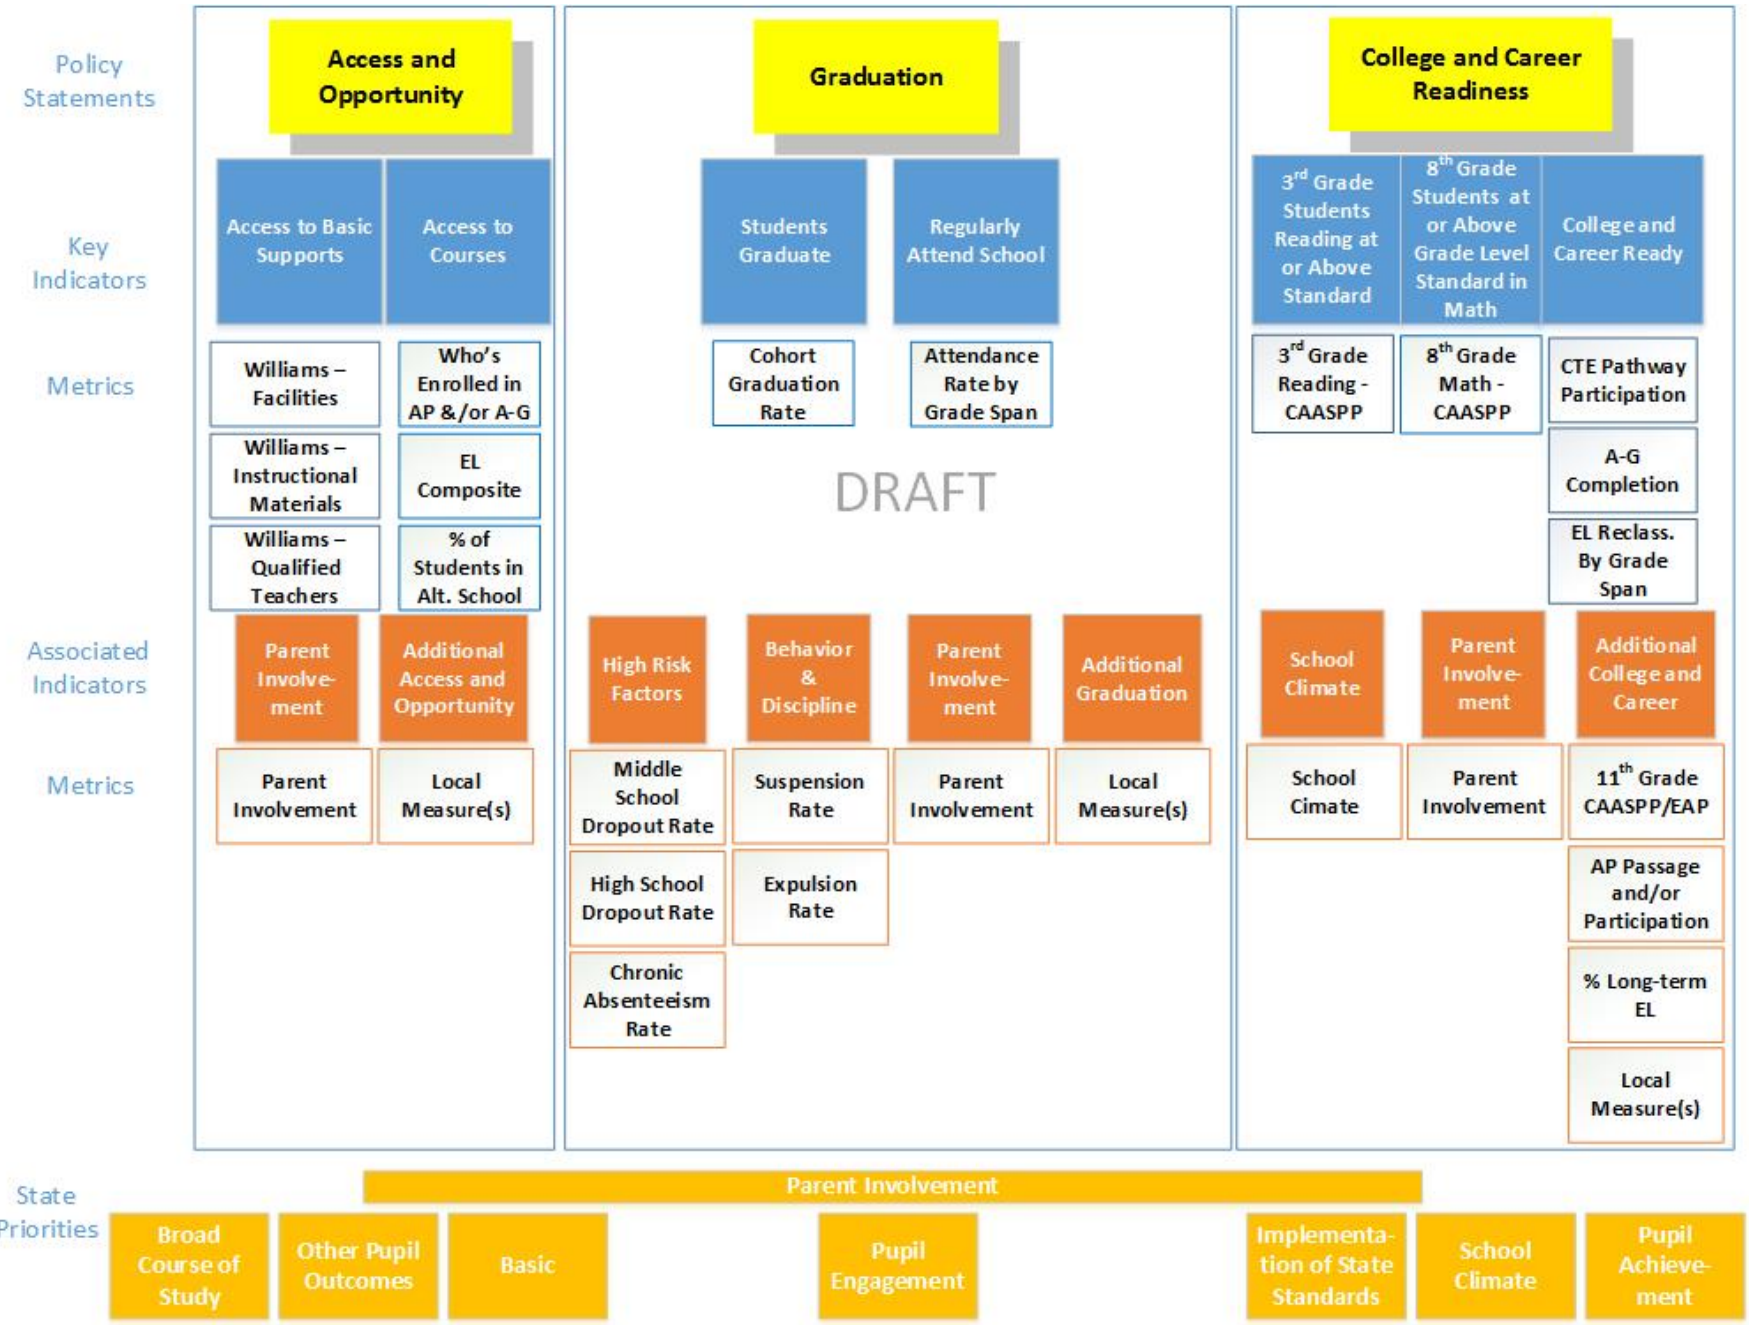 Policy
Statements
Access and
Opportunity
Graduation
College and Career
Readiness
Key
Indicators
Access to Basic
Supports
Access to
Courses
Students
Graduate
Regularly
Attend School
3rd Grade
Students
Reading at
or Above
Standard
8th Grade
Students at
or Above
Grade Level
Standard in
Math
College and
Career Ready
Metrics
Williams –
Facilities
Who's
Enrolled in
AP &/or A-G
Cohort
Graduation
Rate
Attendance
Rate by
Grade Span
3rd Grade
Reading -
CAASPP
8th Grade
Math -
CAASPP
CTE Pathway
Participation
Williams –
Instructional
Materials
EL
Composite
DRAFT
A-G
Completion
Williams –
Qualified
Teachers
% of
Students in
Alt. School
EL Reclass.
By Grade
Span
Associated
Indicators
Parent
Involve-
ment
Additional
Access and
Opportunity
High Risk
Factors
Behavior
&
Discipline
Parent
Involve-
ment
Additional
Graduation
School
Climate
Parent
Involve-
ment
Additional
College and
Career
Metrics
Parent
Involvement
Local
Measure(s)
Middle
School
Dropout Rate
Suspension
Rate
Parent
Involvement
Local
Measure(s)
School
Cimate
Parent
Involvement
11th Grade
CAASPP/EAP
High School
Dropout Rate
Expulsion
Rate
AP Passage
and/or
Participation
Chronic
Absenteeism
Rate
% Long-term
EL
Local
Measure(s)
State
Priorities
Parent Involvement
Broad
Course of
Study
Other Pupil
Outcomes
Basic
Pupil
Engagement
Implementa-
tion of State
Standards
School
Climate
Pupil
Achieve-
ment